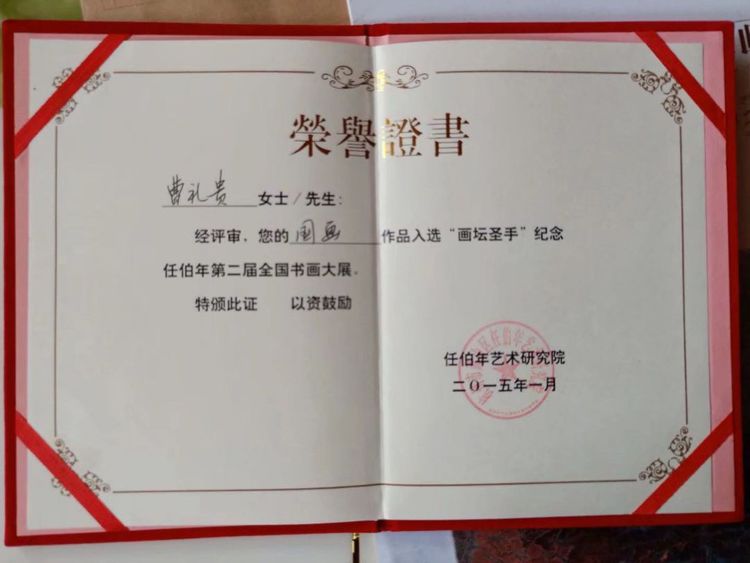 榮譽證書
曹礼贵 女士/先生:
经评审,您的 国画 作品入选“画坛圣手”纪念
任伯年第二届全国书画大展。
特颁此证 以资鼓励
任伯年艺术研究院
二〇一五年一月